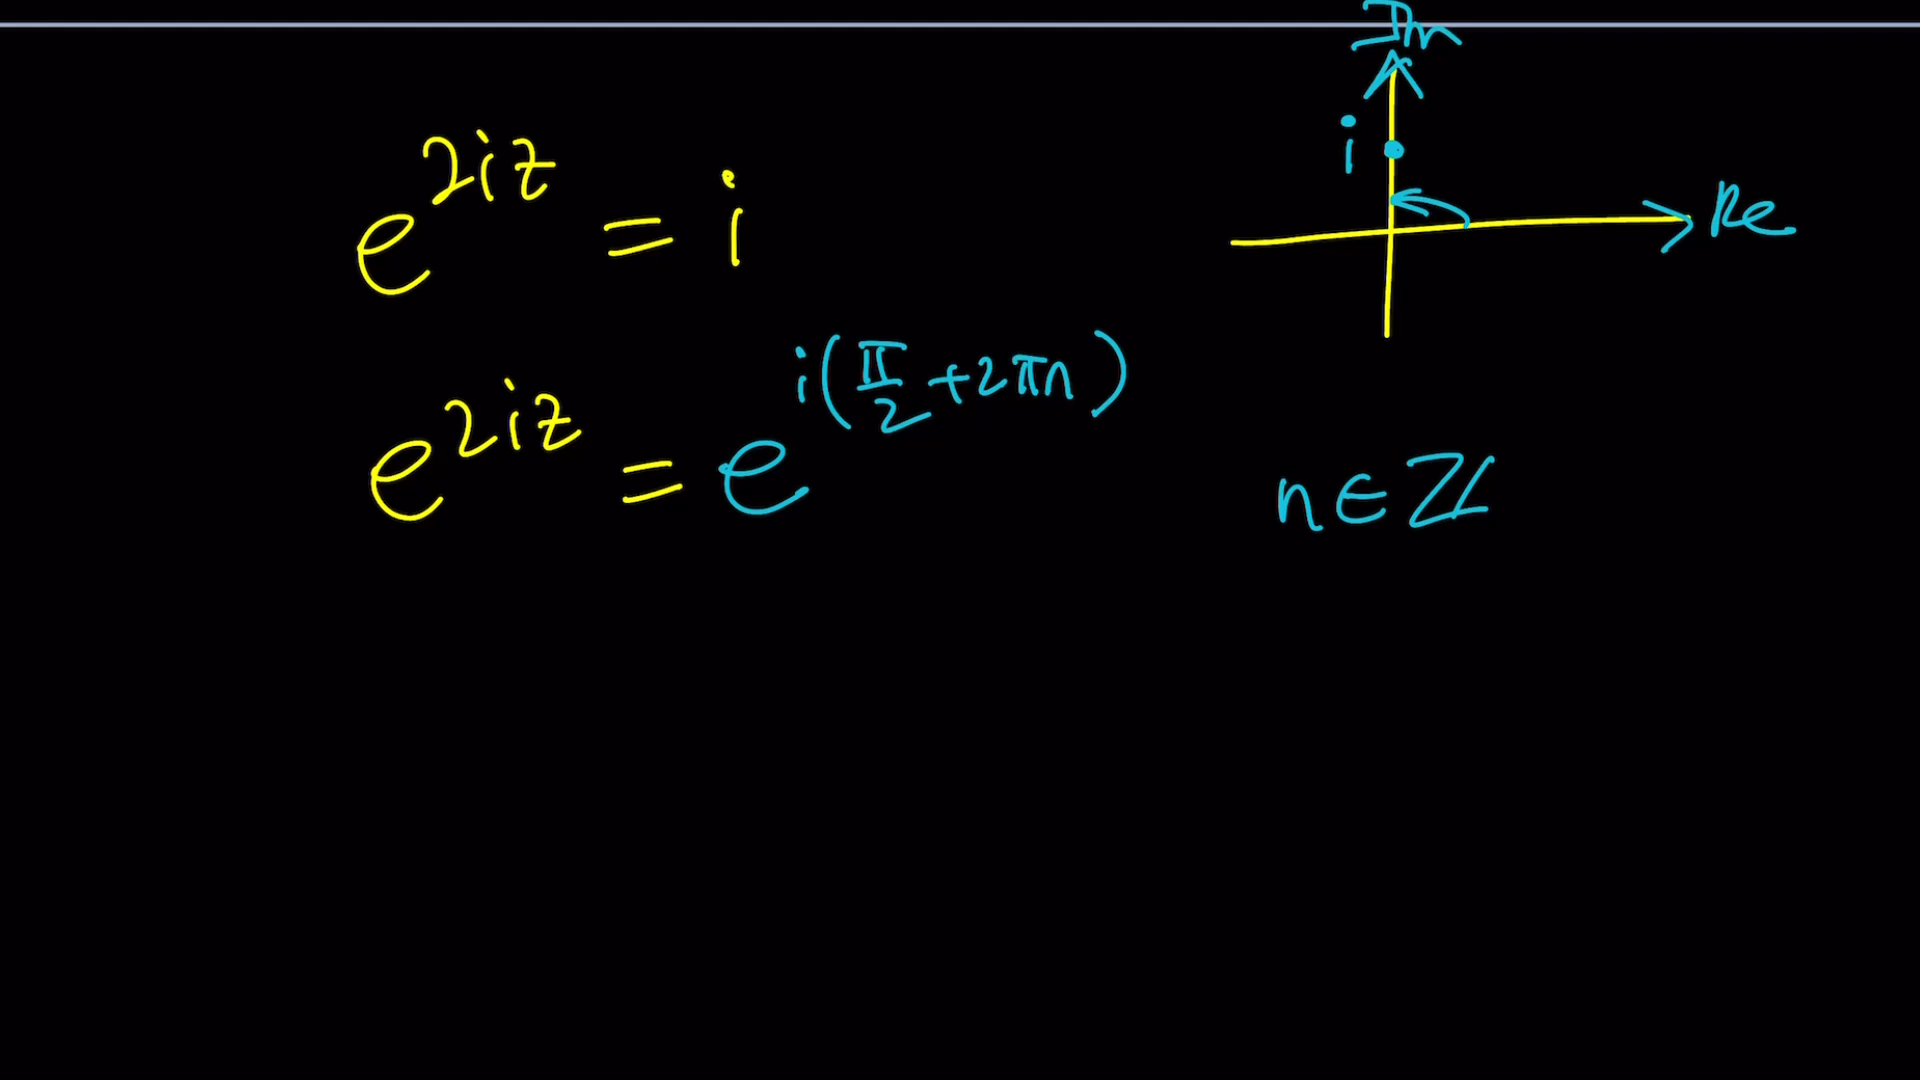 Im
e^{2iz} = i
i
Re
e^{2iz} = e^{i(π/2 + 2πn)}
n ∈ ℤ